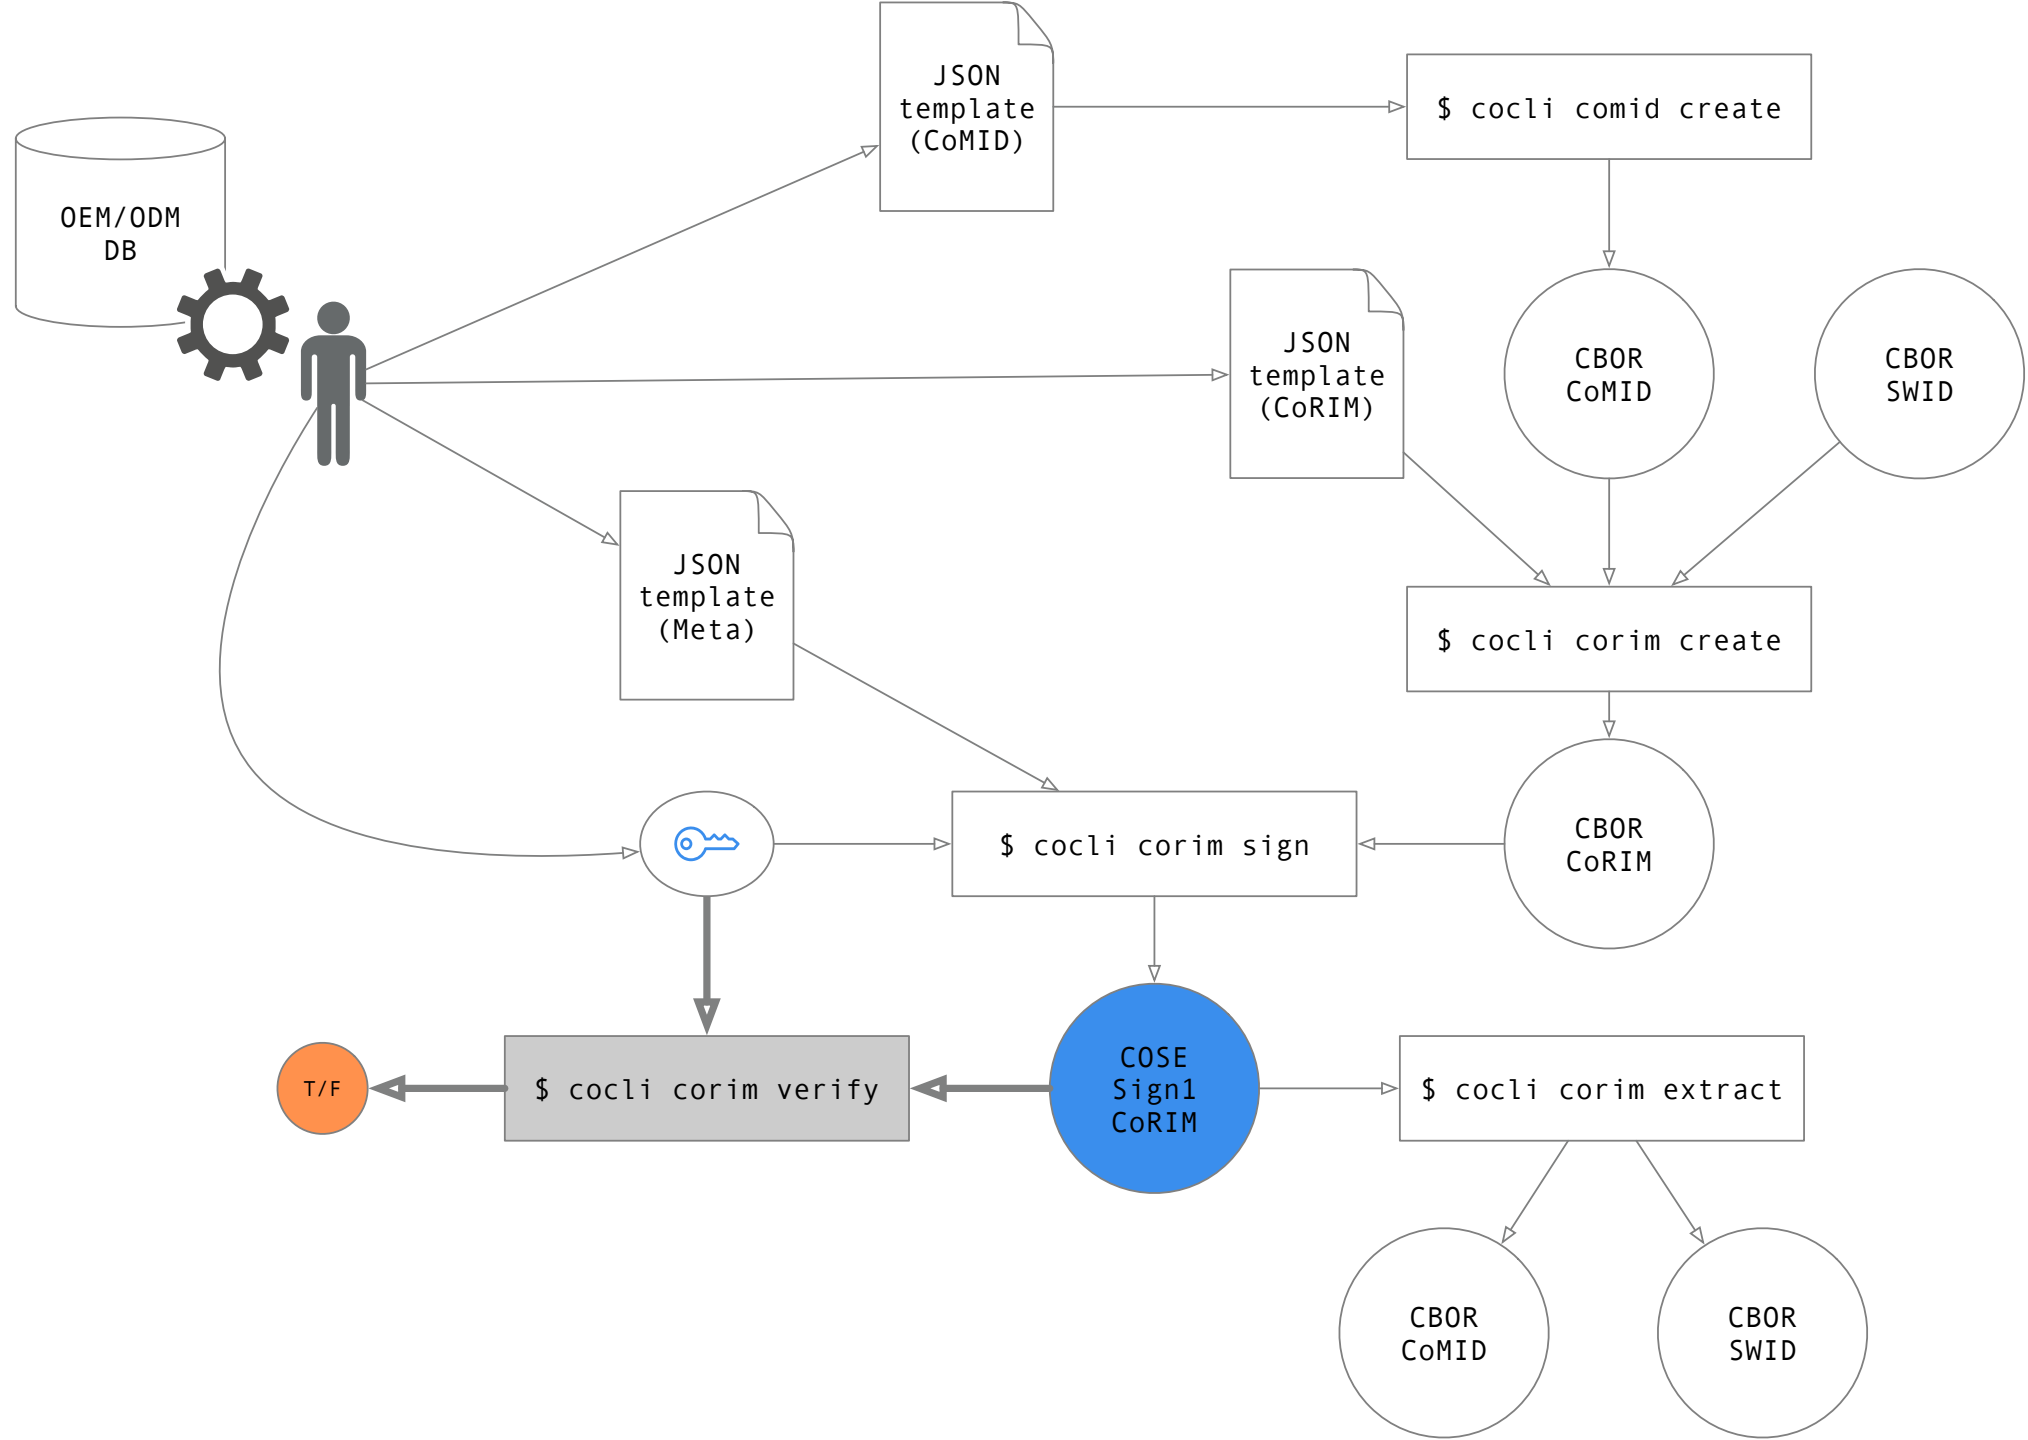 JSON
template
(CoMID)
$ cocli comid create
OEM/ODM
DB
JSON
template
(CoRIM)
CBOR
CoMID
CBOR
SWID
JSON
template
(Meta)
$ cocli corim create
$ cocli corim sign
CBOR
CoRIM
T/F
$ cocli corim verify
COSE
Sign1
CoRIM
$ cocli corim extract
CBOR
CoMID
CBOR
SWID